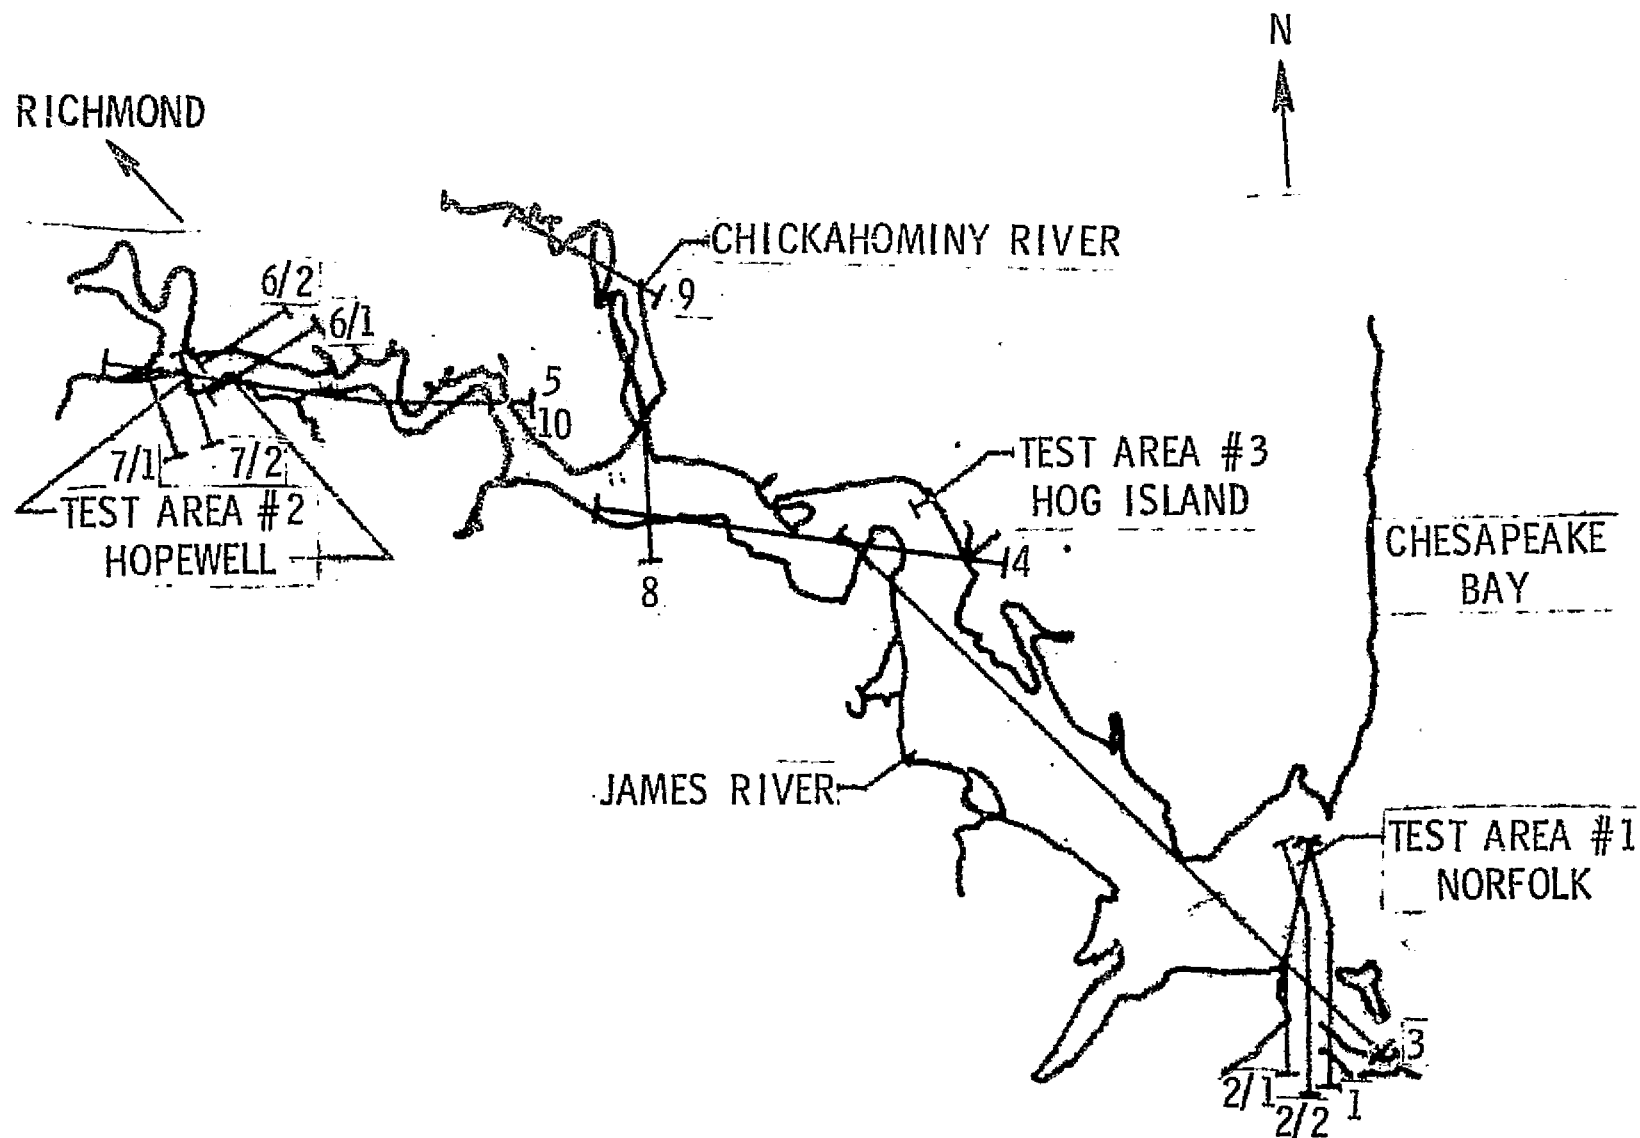 N
RICHMOND
CHICKAHOMINY RIVER
6/2
9
6/1
5
10
TEST AREA #3
HOG ISLAND
7/1
7/2
TEST AREA #2
HOPEWELL
CHESAPEAKE
BAY
4
8
JAMES RIVER
TEST AREA #1
NORFOLK
3
2/1
1
2/2